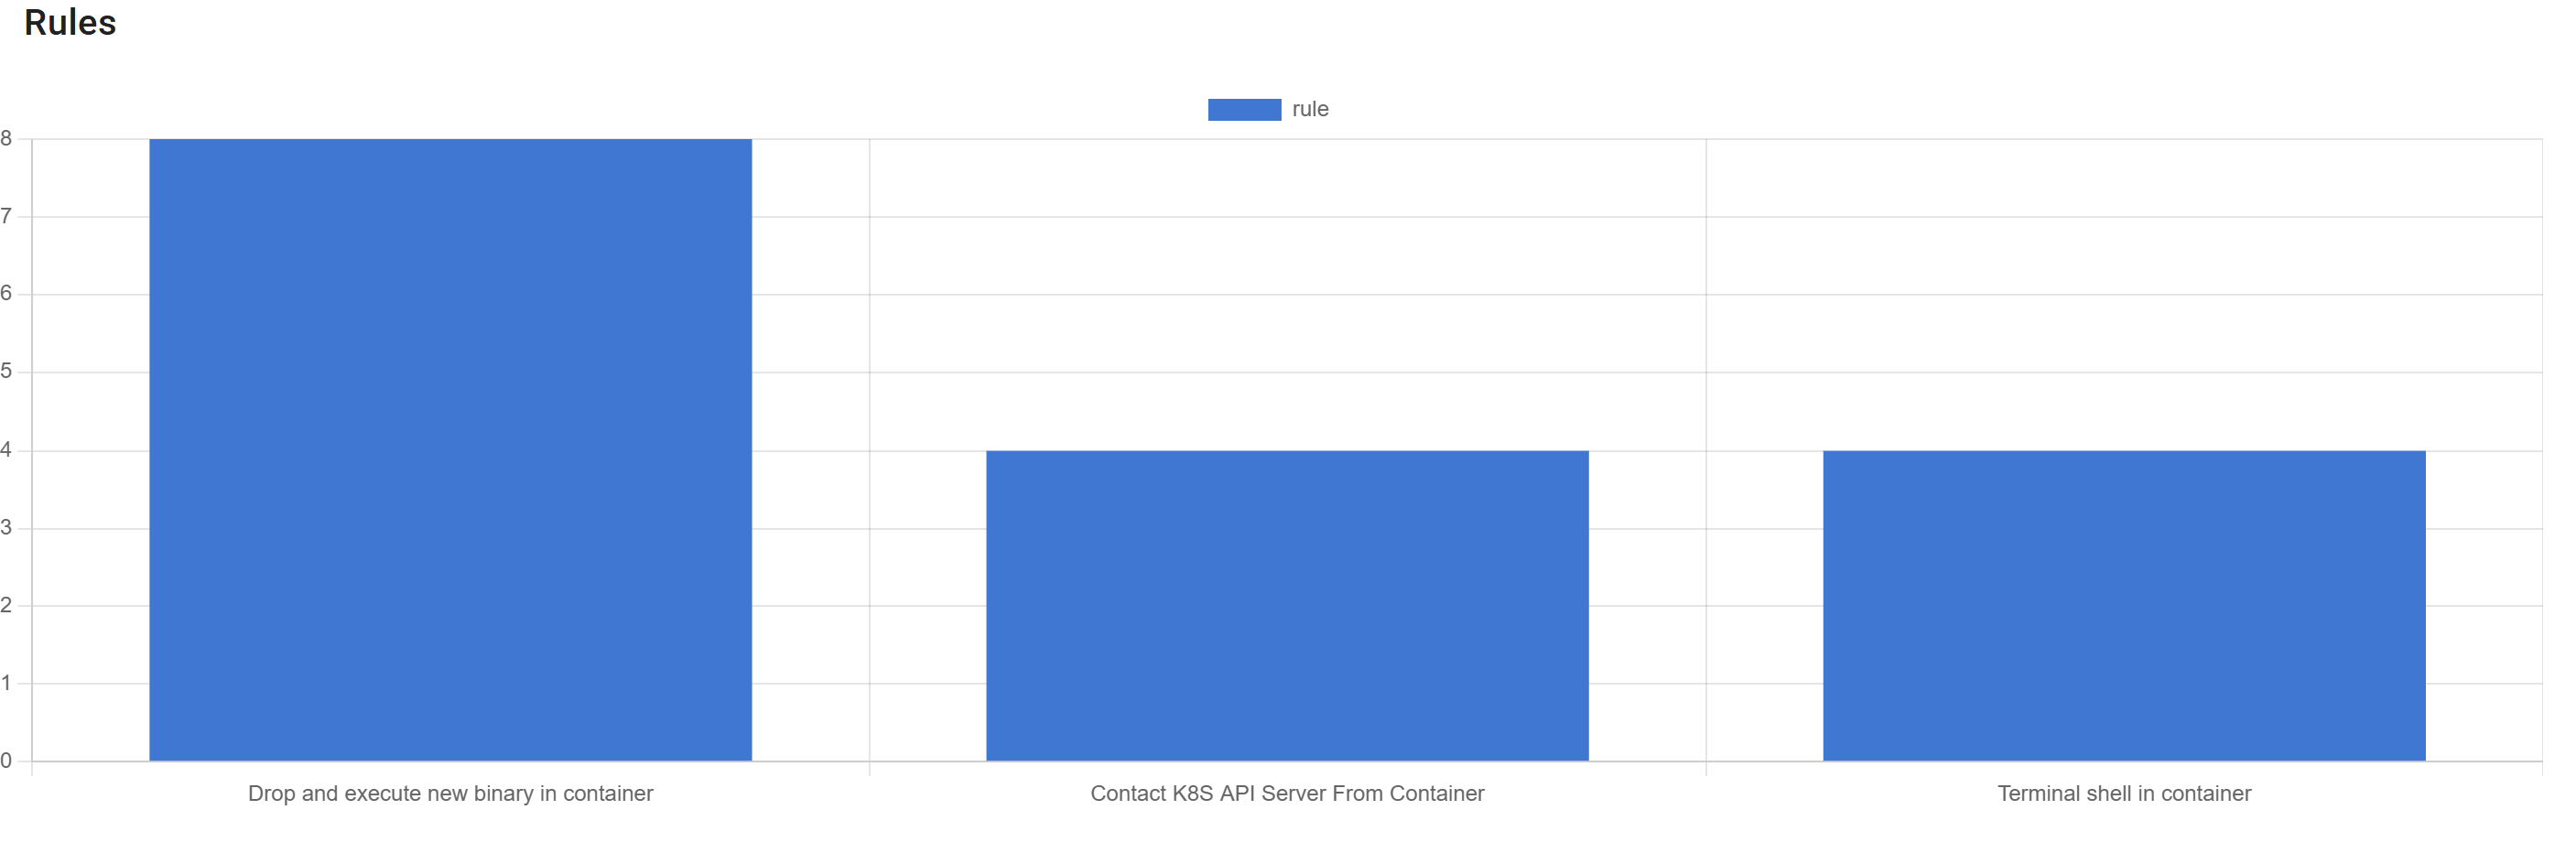 Rules
rule
8
7
6
5
4
3
2
1
0
Drop and execute new binary in container
Contact K8S API Server From Container
Terminal shell in container